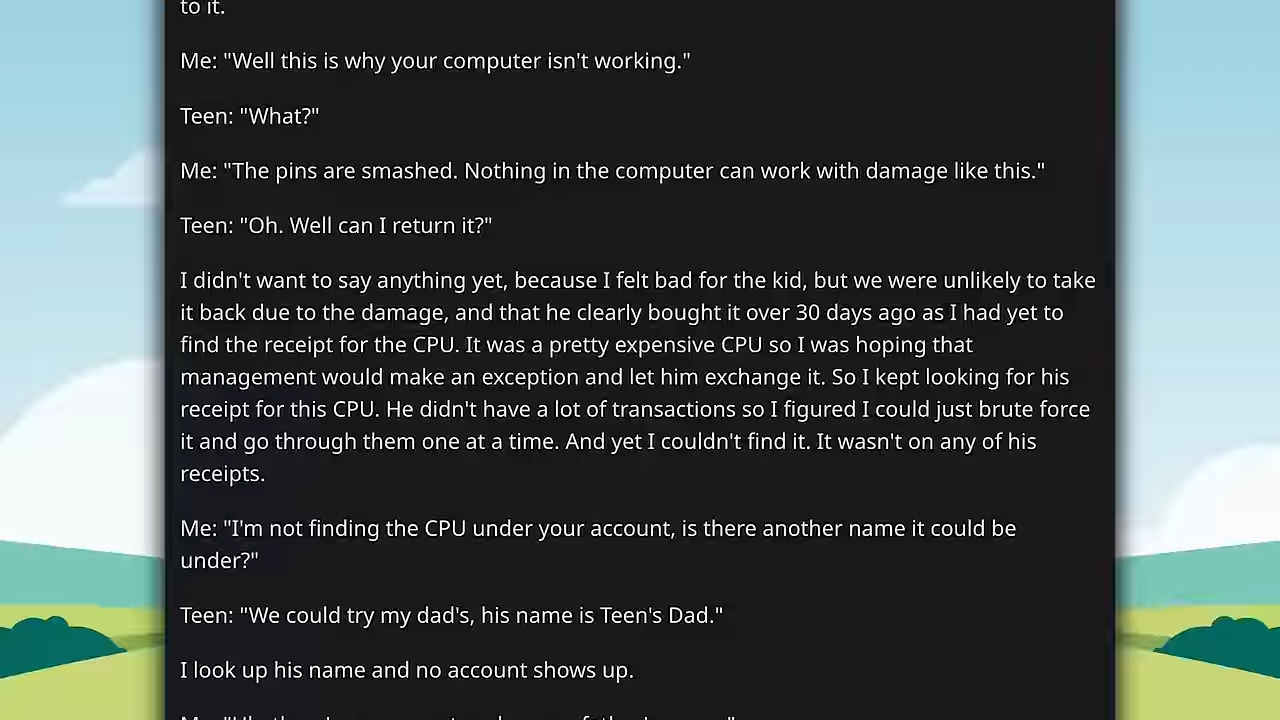 to it.
Me: "Well this is why your computer isn't working."
Teen: "What?"
Me: "The pins are smashed. Nothing in the computer can work with damage like this."
Teen: "Oh. Well can I return it?"
I didn't want to say anything yet, because I felt bad for the kid, but we were unlikely to take
it back due to the damage, and that he clearly bought it over 30 days ago as I had yet to
find the receipt for the CPU. It was a pretty expensive CPU so I was hoping that
management would make an exception and let him exchange it. So I kept looking for his
receipt for this CPU. He didn't have a lot of transactions so I figured I could just brute force
it and go through them one at a time. And yet I couldn't find it. It wasn't on any of his
receipts.
Me: "I'm not finding the CPU under your account, is there another name it could be
under?"
Teen: "We could try my dad's, his name is Teen's Dad."
I look up his name and no account shows up.